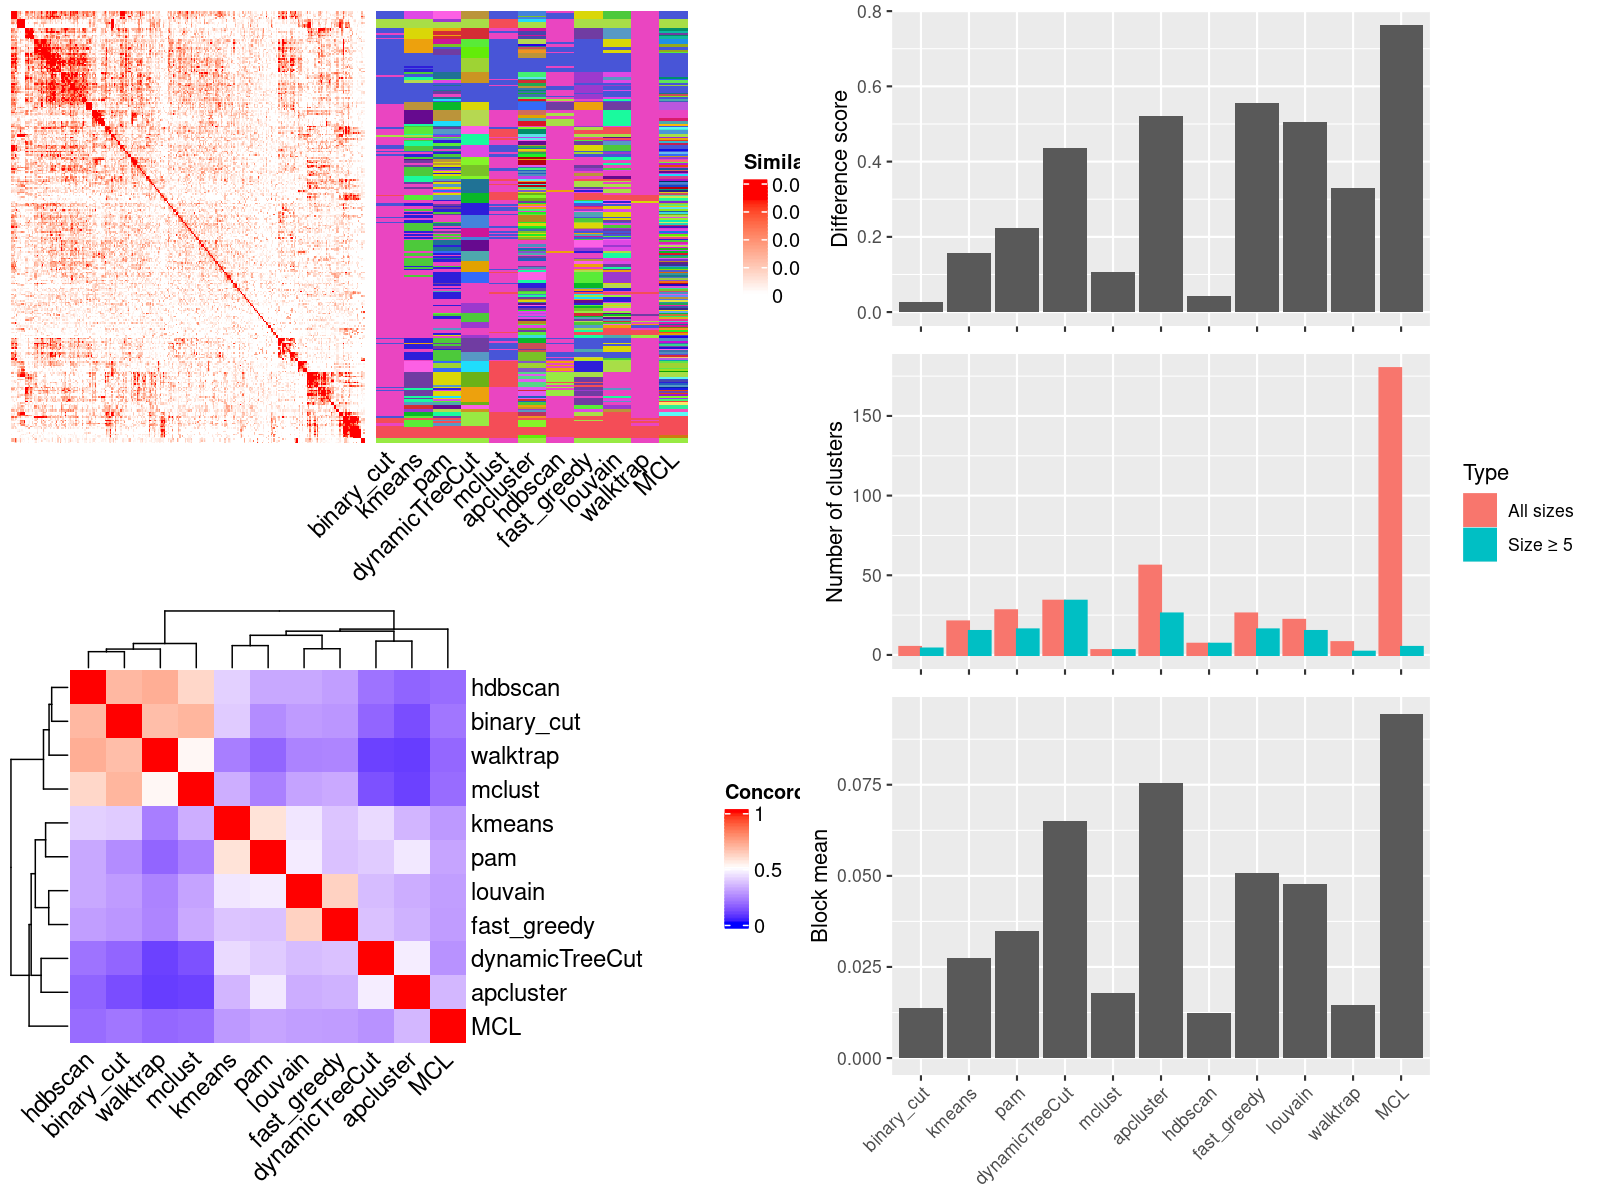 Simila
0.0
0.0
0.0
0.0
0
binary_cut
kmeans
pam
dynamicTreeCut
mclust
apcluster
hdbscan
fast_greedy
louvain
walktrap
MCL
hdbscan
binary_cut
walktrap
mclust
kmeans
pam
louvain
fast_greedy
dynamicTreeCut
apcluster
MCL
hdbscan
binary_cut
walktrap
mclust
kmeans
pam
louvain
fast_greedy
dynamicTreeCut
apcluster
MCL
Concord
1
0.5
0
Difference score
0.8
0.6
0.4
0.2
0.0
Number of clusters
150
100
50
0
Type
All sizes
Size ≥ 5
Block mean
0.075
0.050
0.025
0.000
binary_cut
kmeans
pam
dynamicTreeCut
mclust
apcluster
hdbscan
fast_greedy
louvain
walktrap
MCL